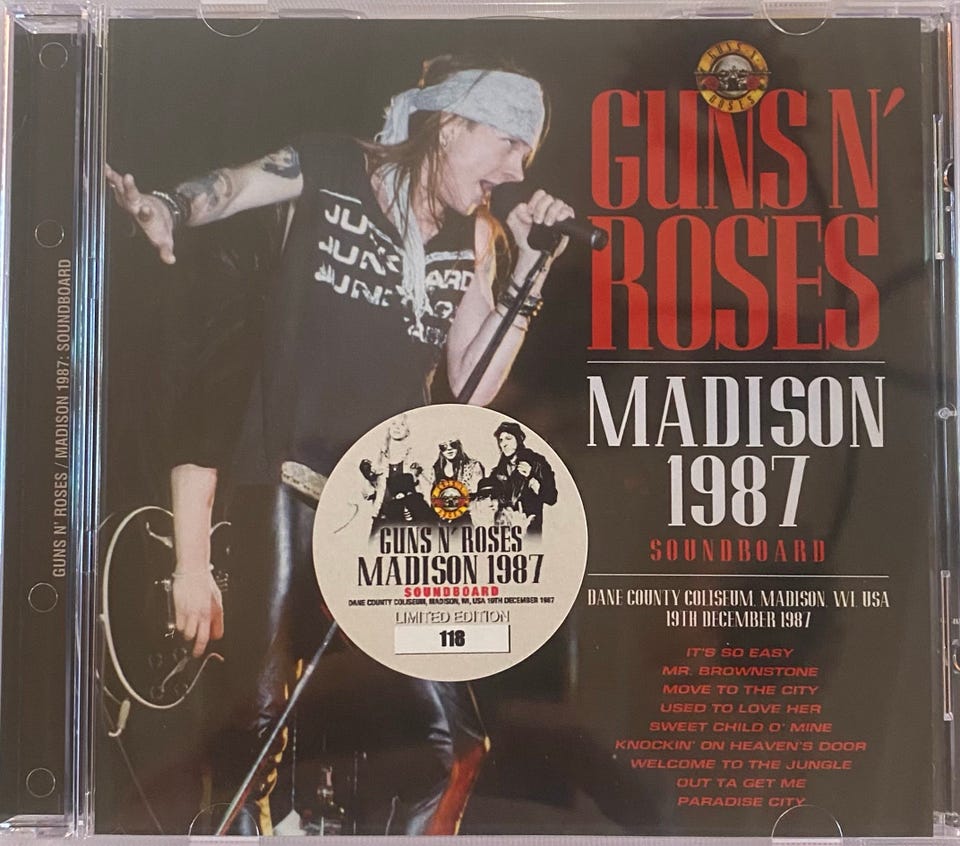 GUNS N' ROSES / MADISON 1987: SOUNDBOARD
GUNS N'
ROSES
GUNS N'
ROSES
MADISON
1987
SOUNDBOARD
DANE COUNTY COLISEUM, MADISON, WI, USA
19TH DECEMBER 1987
IT'S SO EASY
MR. BROWNSTONE
MOVE TO THE CITY
USED TO LOVE HER
SWEET CHILD O' MINE
KNOCKIN' ON HEAVEN'S DOOR
WELCOME TO THE JUNGLE
OUT TA GET ME
PARADISE CITY
GUNS N' ROSES
MADISON 1987
SOUNDBOARD
DANE COUNTY COLISEUM, MADISON, WI, USA 19TH DECEMBER 1987
LIMITED EDITION
118